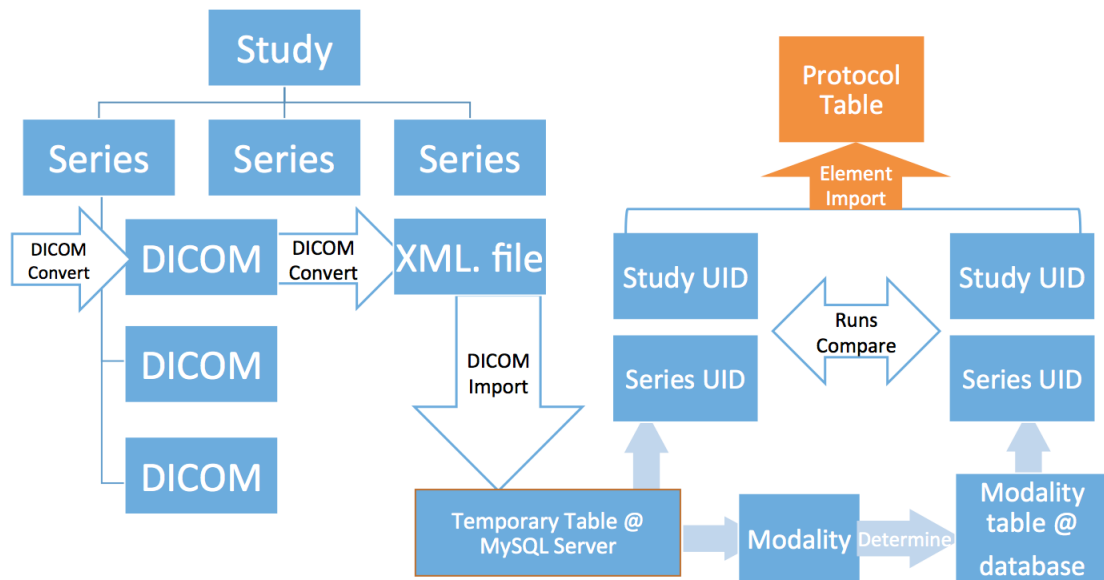 Study
Series
Series
Series
DICOM
Convert
DICOM
DICOM
Convert
XML. file
DICOM
DICOM
DICOM
Import
Temporary Table @
MySQL Server
Modality
Determine
Modality
table @
database
Study UID
Series UID
Runs
Compare
Study UID
Series UID
Element
Import
Protocol
Table